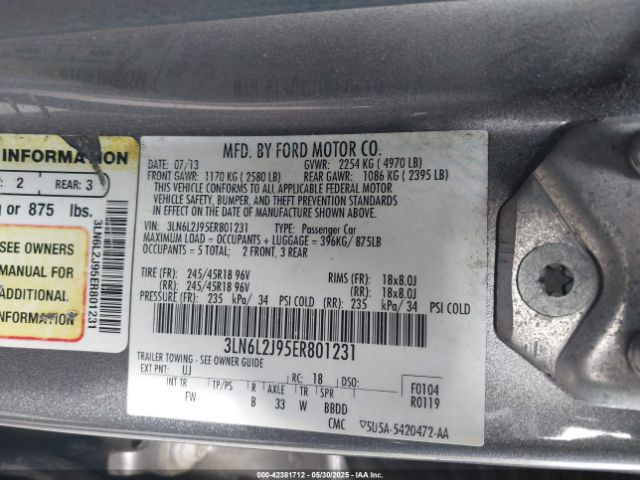 INFORMATION
: 2 REAR: 3
or 875 lbs.
SEE OWNERS
MANUAL FOR
ADDITIONAL
INFORMATION
3LN6L2J95ER801231
MFD. BY FORD MOTOR CO.
DATE: 07/13 GVWR: 2254 KG ( 4970 LB)
FRONT GAWR: 1170 KG ( 2580 LB) REAR GAWR: 1086 KG ( 2395 LB)
THIS VEHICLE CONFORMS TO ALL APPLICABLE FEDERAL MOTOR
VEHICLE SAFETY, BUMPER, AND THEFT PREVENTION STANDARDS IN EFFECT
ON THE DATE OF MANUFACTURE SHOWN ABOVE.
VIN: 3LN6L2J95ER801231 TYPE: Passenger Car
MAXIMUM LOAD = OCCUPANTS + LUGGAGE = 396KG/ 875LB
OCCUPANTS = 5 TOTAL: 2 FRONT, 3 REAR
TIRE (FR): 245/45R18 96V RIMS (FR): 18x8.0J
(RR): 245/45R18 96V (RR): 18x8.0J
PRESSURE (FR): 235 kPa/ 34 PSI COLD (RR): 235 kPa/ 34 PSI COLD
3LN6L2J95ER801231
TRAILER TOWING - SEE OWNER GUIDE
EXT PNT: UJ RC: 18 DSO:
INT TR TP/PS R AXLE TR SPR F0104
FW B 33 W BBDD R0119
CMC 5U5A-5420472-AA
00-42381712 - 05/30/2025 - IAAHoldings, LLC